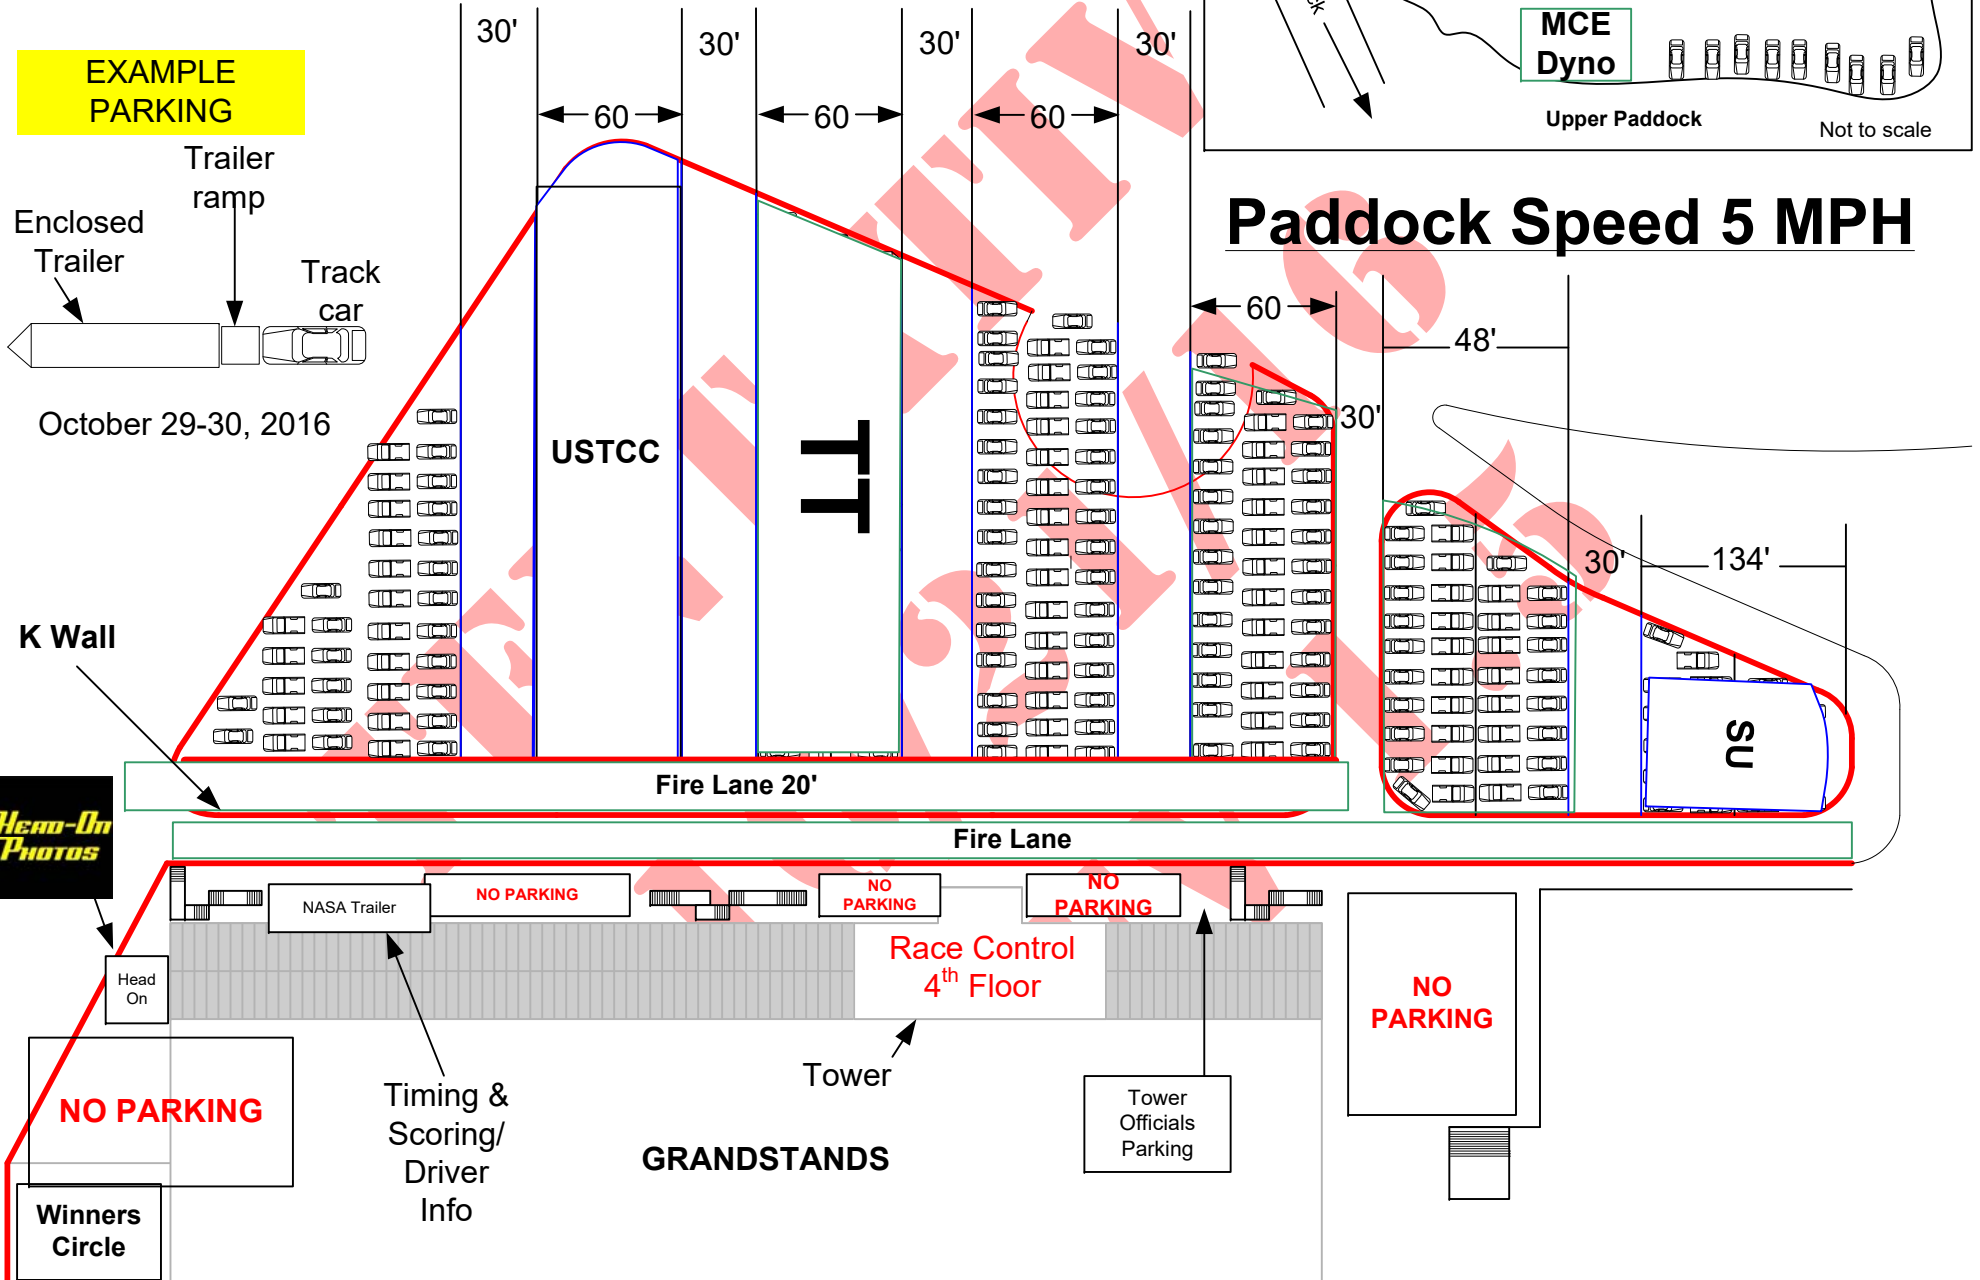 30'
30'
30'
30'
EXAMPLE
PARKING
MCE
Dyno
Upper Paddock
Not to scale
60
60
60
Trailer
ramp
Enclosed
Trailer
Track
car
Paddock Speed 5 MPH
October 29-30, 2016
60
48'
30'
USTCC
TT
30'
134'
K Wall
SU
Fire Lane 20'
Head-On
Photos
Fire Lane
NASA Trailer
NO PARKING
NO
PARKING
NO
PARKING
Race Control
4th Floor
Head
On
NO
PARKING
Tower
Timing &
Scoring/
Driver
Info
Tower
Officials
Parking
NO PARKING
GRANDSTANDS
Winners
Circle